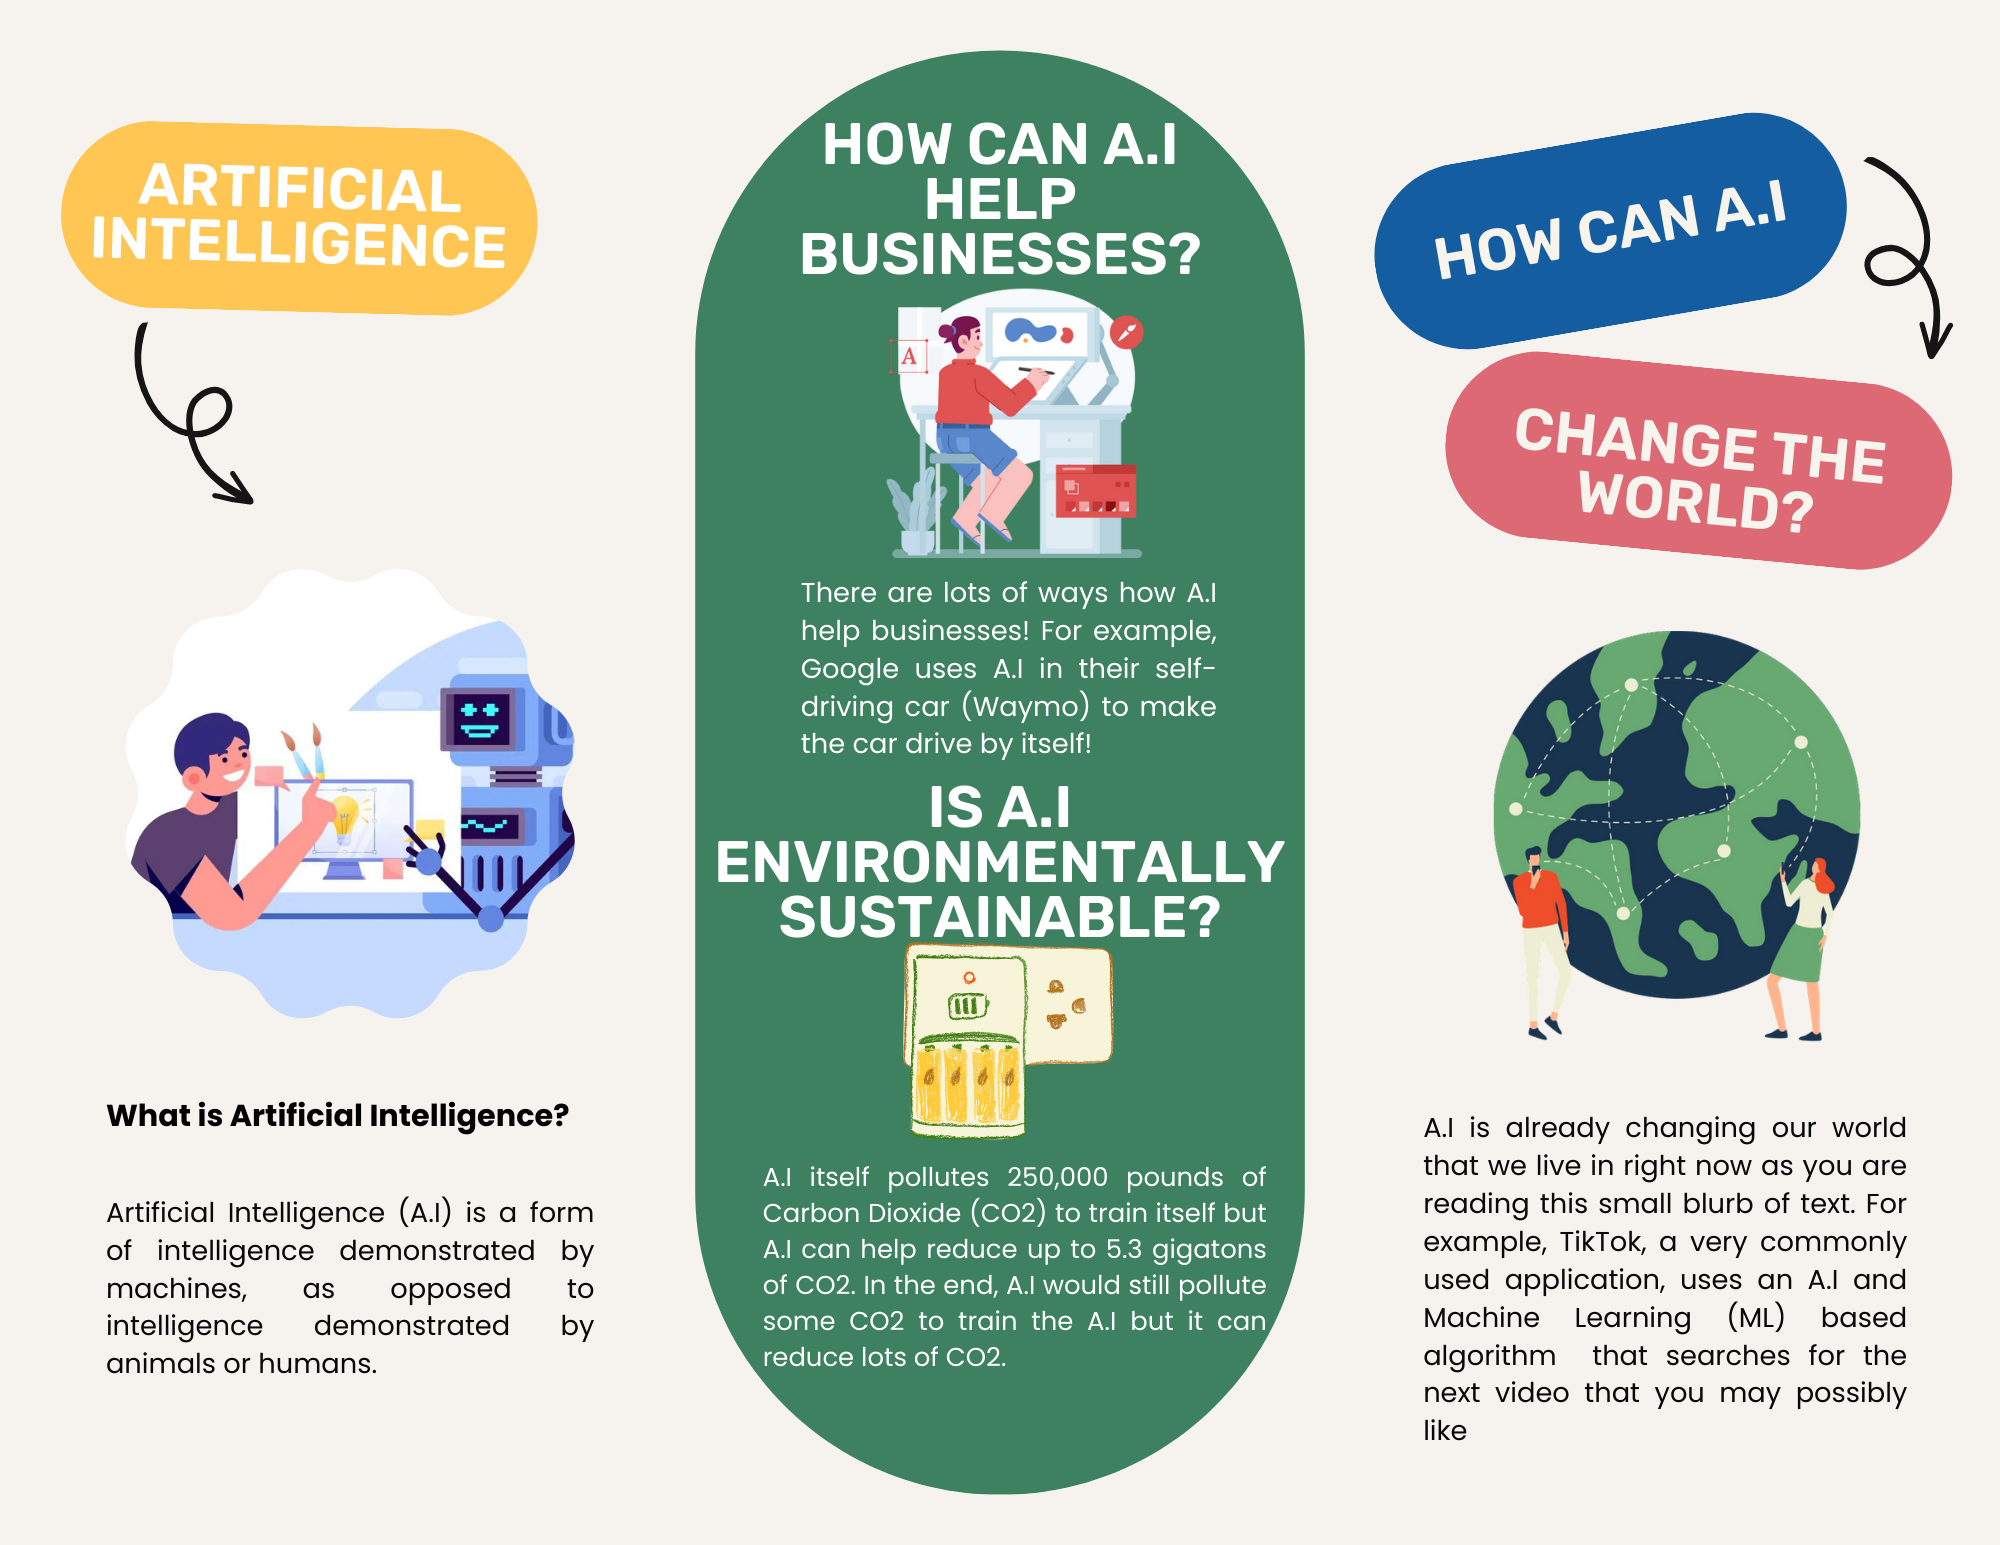 ARTIFICIAL
INTELLIGENCE
What is Artificial Intelligence?
Artificial Intelligence (A.I) is a form
of intelligence demonstrated by
machines, as opposed to
intelligence demonstrated by
animals or humans.
HOW CAN A.I
HELP
BUSINESSES?
A
There are lots of ways how A.I
help businesses! For example,
Google uses A.I in their self-
driving car (Waymo) to make
the car drive by itself!
IS A.I
ENVIRONMENTALLY
SUSTAINABLE?
A.I itself pollutes 250,000 pounds of
Carbon Dioxide (CO2) to train itself but
A.I can help reduce up to 5.3 gigatons
of CO2. In the end, A.I would still pollute
some CO2 to train the A.I but it can
reduce lots of CO2.
HOW CAN A.I
CHANGE THE
WORLD?
A.I is already changing our world
that we live in right now as you are
reading this small blurb of text. For
example, TikTok, a very commonly
used application, uses an A.I and
Machine Learning (ML) based
algorithm that searches for the
next video that you may possibly
like